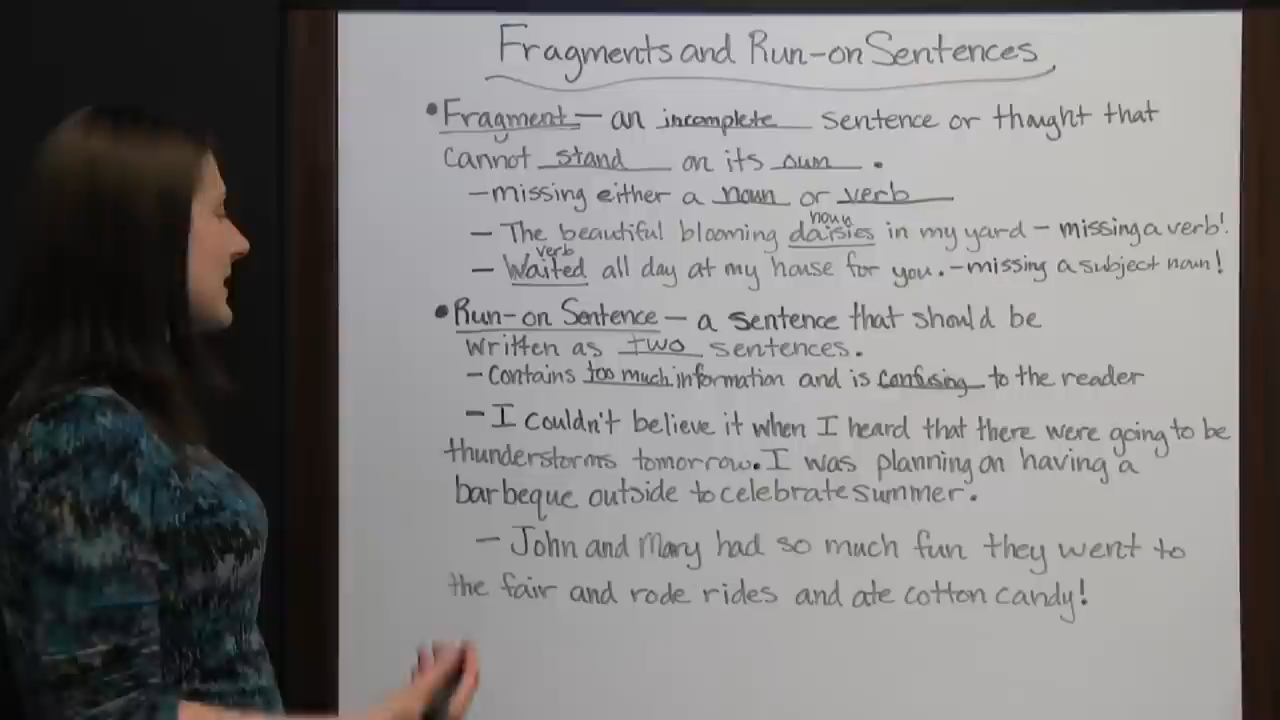 Fragments and Run-on Sentences
• Fragment - an incomplete sentence or thought that
cannot stand on its own.
- missing either a noun or verb
noun
- The beautiful blooming daisies in my yard - missing a verb!
verb
- Waited all day at my house for you. - missing a subject noun!
• Run-on Sentence - a sentence that should be
written as two sentences.
- Contains too much information and is confusing to the reader
- I couldn't believe it when I heard that there were going to be
thunderstorms tomorrow. I was planning on having a
barbeque outside to celebrate summer.
- John and Mary had so much fun they went to
the fair and rode rides and ate cotton candy!